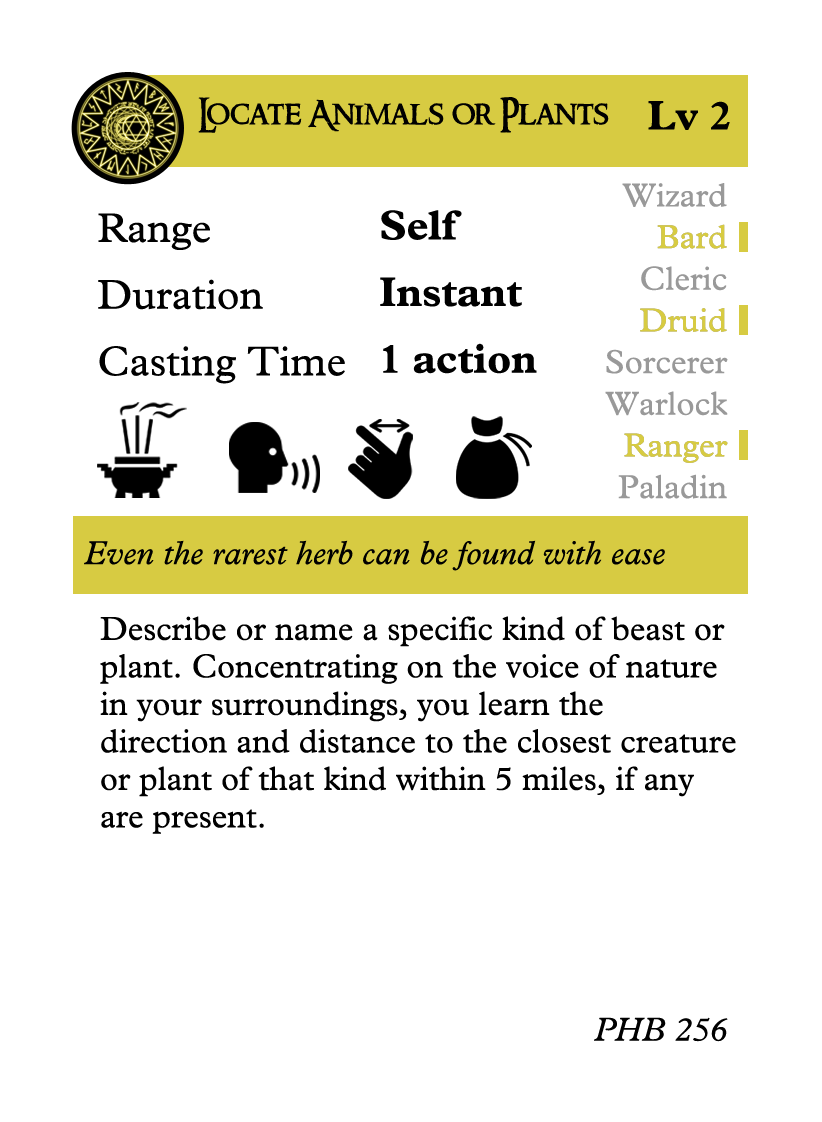 Locate Animals or Plants Lv 2
Range Self
Duration Instant
Casting Time 1 action
Wizard
Bard
Cleric
Druid
Sorcerer
Warlock
Ranger
Paladin
Even the rarest herb can be found with ease
Describe or name a specific kind of beast or
plant. Concentrating on the voice of nature
in your surroundings, you learn the
direction and distance to the closest creature
or plant of that kind within 5 miles, if any
are present.
PHB 256